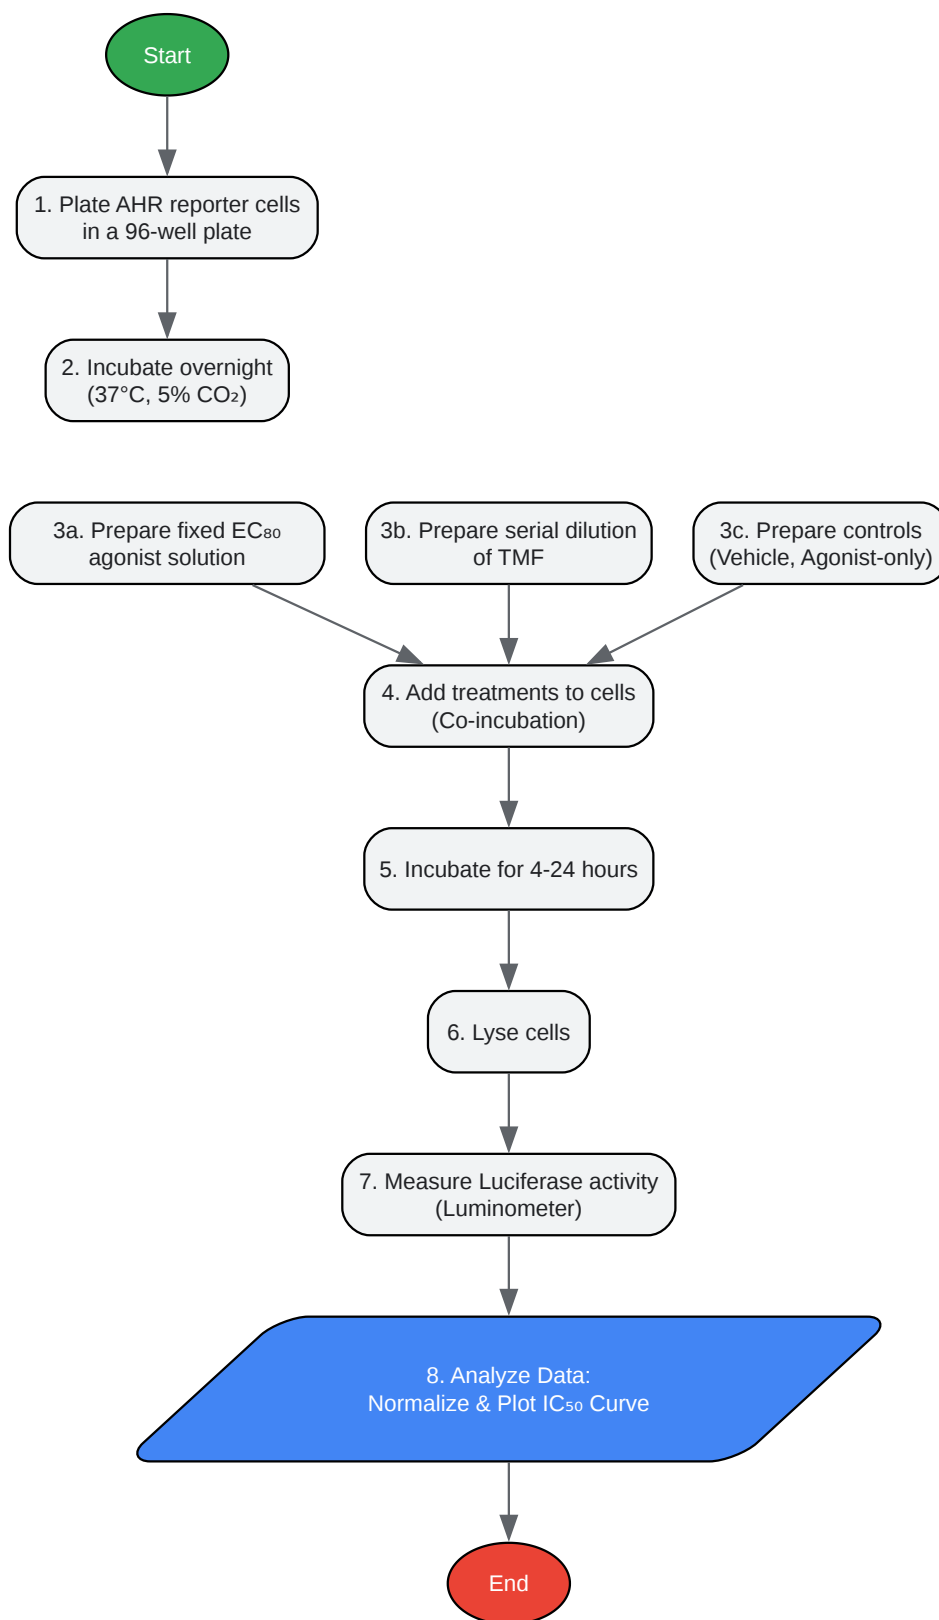 Start
1. Plate AHR reporter cells
in a 96-well plate
2. Incubate overnight
(37°C, 5% CO₂)
3a. Prepare fixed EC₈₀
agonist solution
3b. Prepare serial dilution
of TMF
3c. Prepare controls
(Vehicle, Agonist-only)
4. Add treatments to cells
(Co-incubation)
5. Incubate for 4-24 hours
6. Lyse cells
7. Measure Luciferase activity
(Luminometer)
8. Analyze Data:
Normalize & Plot IC₅₀ Curve
End